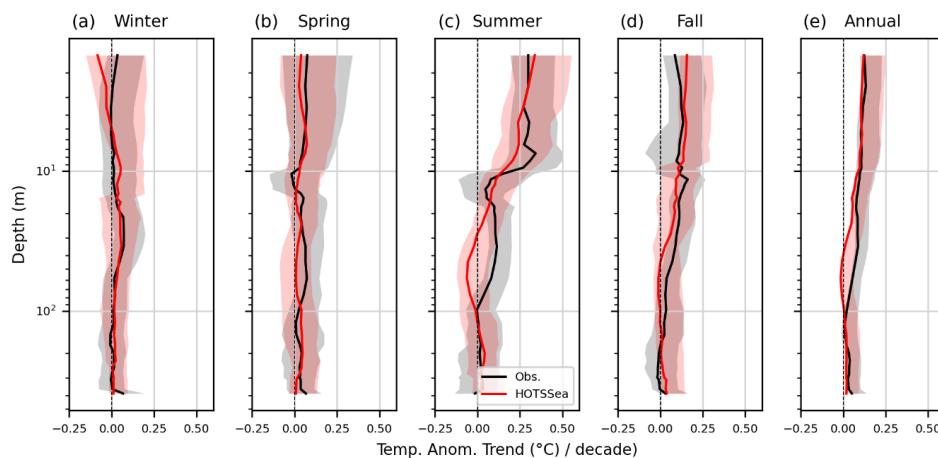 (a) Winter
(b) Spring
(c) Summer
(d) Fall
(e) Annual
Depth (m)
10¹
10²
Obs.
HOTSSea
−0.25 0.00 0.25 0.50
−0.25 0.00 0.25 0.50
−0.25 0.00 0.25 0.50
−0.25 0.00 0.25 0.50
−0.25 0.00 0.25 0.50
Temp. Anom. Trend (°C) / decade)